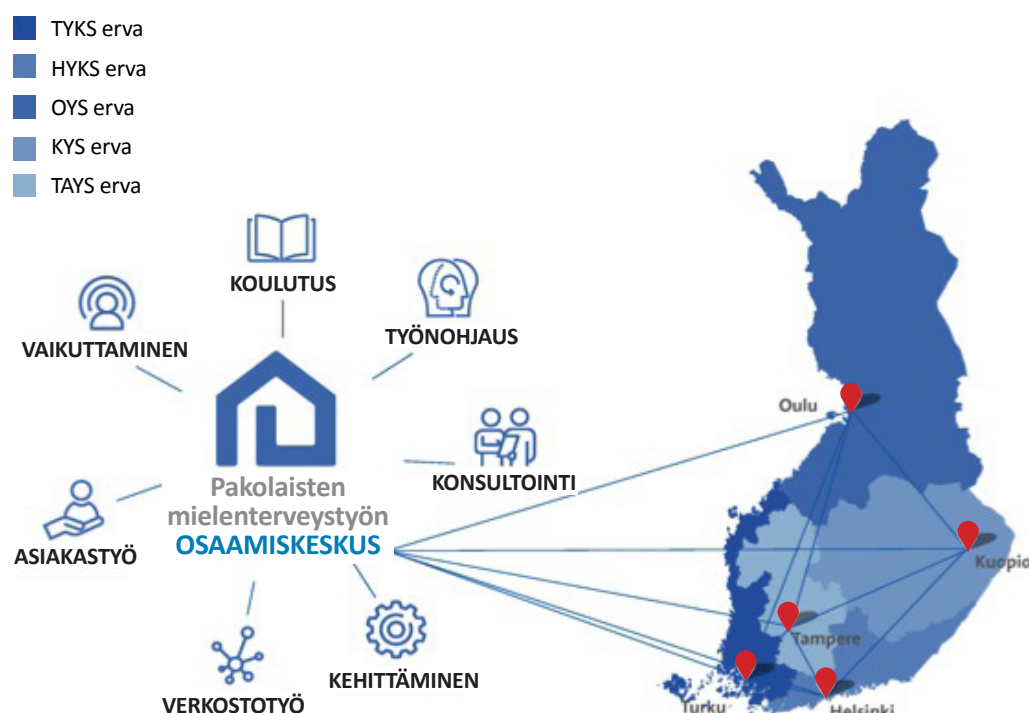 TYKS erva
HYKS erva
OYS erva
KYS erva
TAYS erva
KOULUTUS
TYÖNOHJAUS
VAIKUTTAMINEN
KONSULTOINTI
Pakolaisten
mielenterveystyön
OSAAMISKESKUS
ASIAKASTYÖ
KEHITTÄMINEN
VERKOSTOTYÖ
Oulu
Kuopio
Tampere
Turku
Helsinki